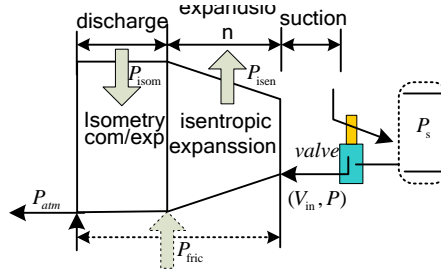 discharge
expansio
n
suction
P_isom
P_isen
P_s
Isometry
com/exp
isentropic
expanssion
valve
P_atm
(V_in, P)
P_fric